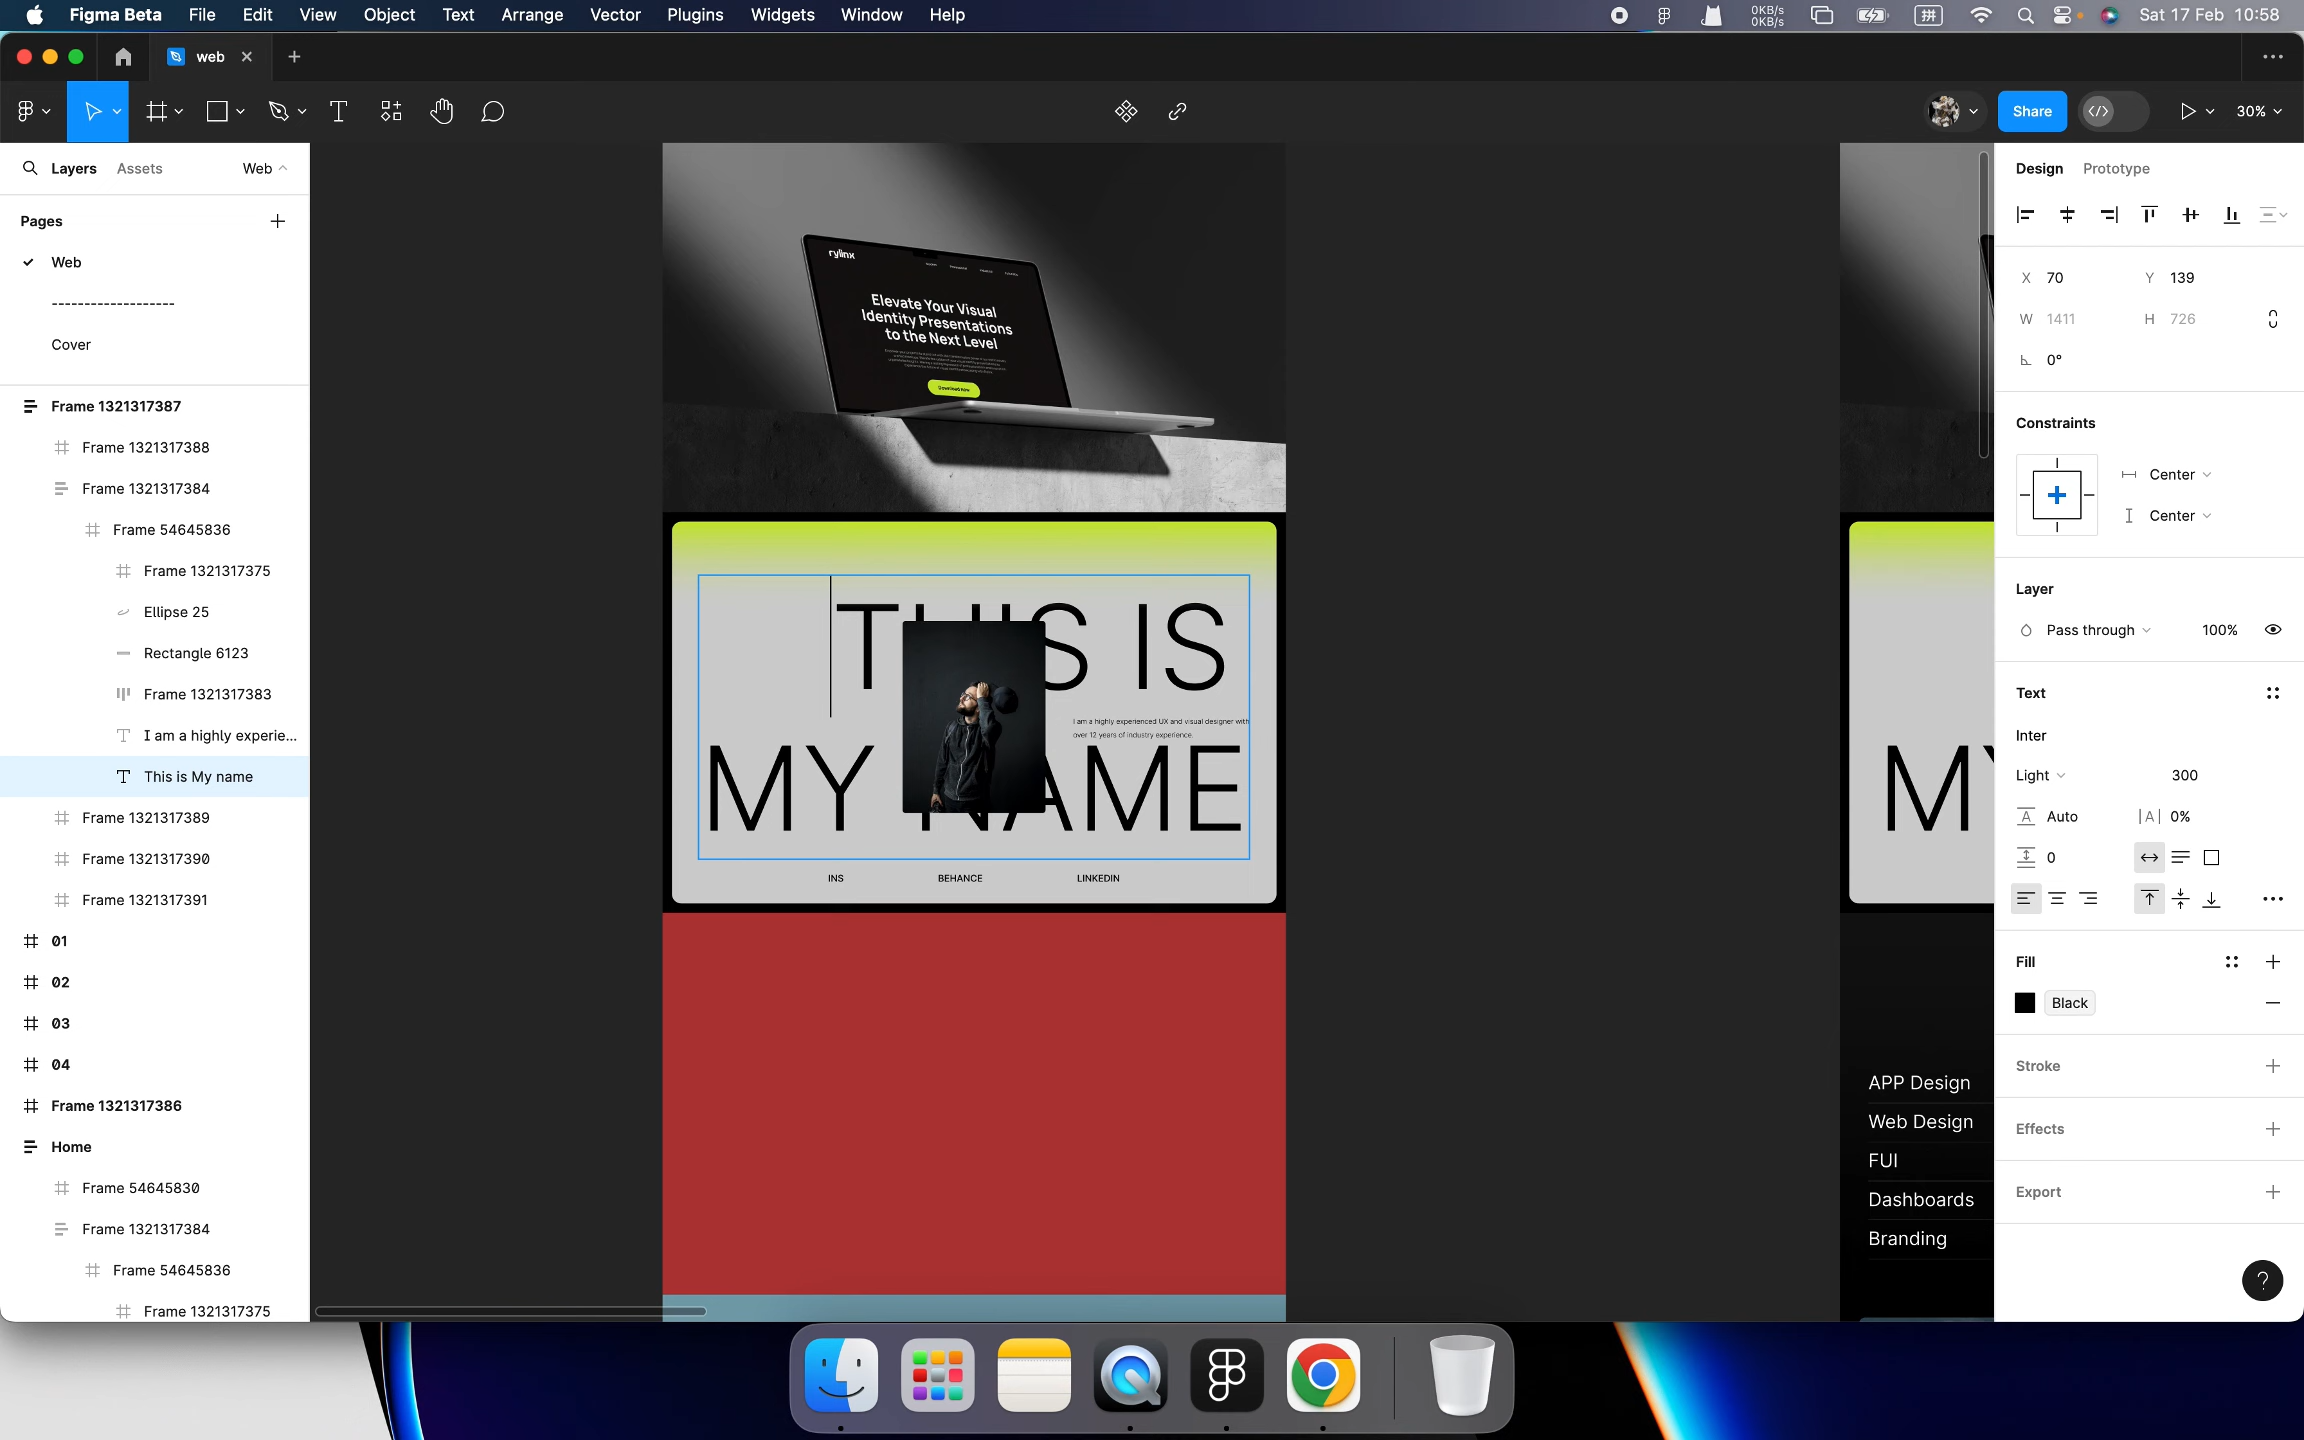 Figma Beta File Edit View Object Text Arrange Vector Plugins Widgets Window Help
0KB/s
0KB/s
Sat 17 Feb 10:58
web
Share
30%
Layers Assets Web
Pages
Web
-------------------
Cover
Frame 1321317387
Frame 1321317388
Frame 1321317384
Frame 54645836
Frame 1321317375
Ellipse 25
Rectangle 6123
Frame 1321317383
I am a highly experie...
This is My name
Frame 1321317389
Frame 1321317390
Frame 1321317391
01
02
03
04
Frame 1321317386
Home
Frame 54645830
Frame 1321317384
Frame 54645836
Frame 1321317375
rylinx
Elevate Your Visual
Identity Presentations
to the Next Level
Download Now
THIS IS
I am a highly experienced UX and visual designer with
over 12 years of industry experience.
MY NAME
INS BEHANCE LINKEDIN
MY
APP Design
Web Design
FUI
Dashboards
Branding
Design Prototype
X 70 Y 139
W 1411 H 726
0°
Constraints
Center
Center
Layer
Pass through 100%
Text
Inter
Light 300
Auto |A| 0%
0
Fill
Black
Stroke
Effects
Export
?